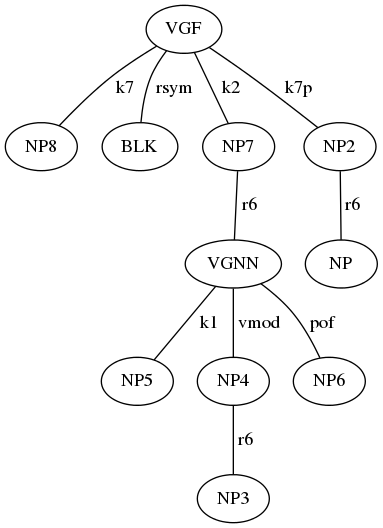 VGF
k7 rsym k2 k7p
NP8 BLK NP7 NP2
r6 r6
VGNN NP
k1 vmod pof
NP5 NP4 NP6
r6
NP3